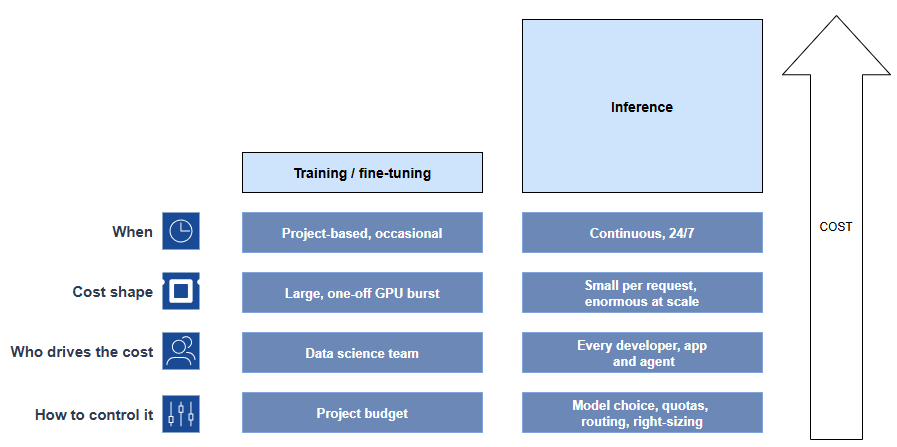 Inference
Training / fine-tuning
When
Project-based, occasional
Continuous, 24/7
COST
Cost shape
Large, one-off GPU burst
Small per request,
enormous at scale
Who drives the cost
Data science team
Every developer, app
and agent
How to control it
Project budget
Model choice, quotas,
routing, right-sizing